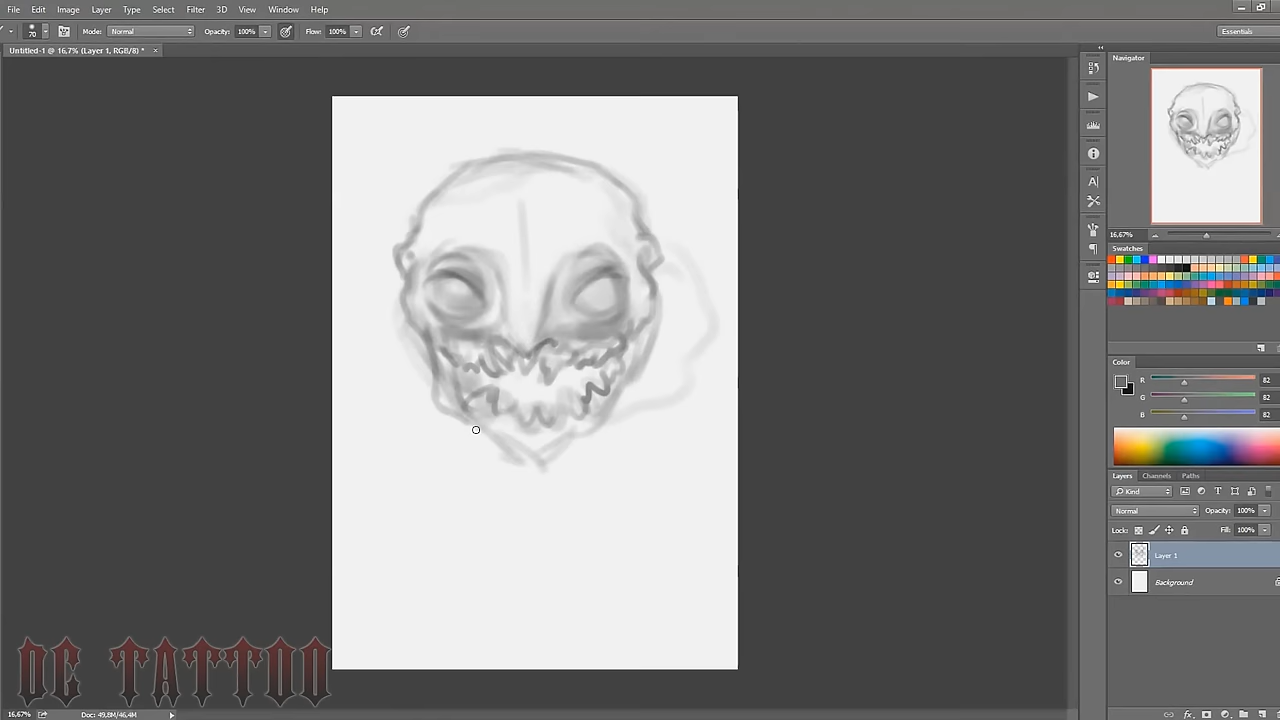 File Edit Image Layer Type Select Filter 3D View Window Help
70 Mode: Normal Opacity: 100% Flow: 100% Essentials
Untitled-1 @ 16,7% (Layer 1, RGB/8) * ×
Navigator
16,67%
Swatches
Color
R 82
G 82
B 82
Layers Channels Paths
Kind
Normal Opacity: 100%
Lock: Fill: 100%
Layer 1
Background
DC TATTOO
16,67% Doc: 49,8M/46,4M